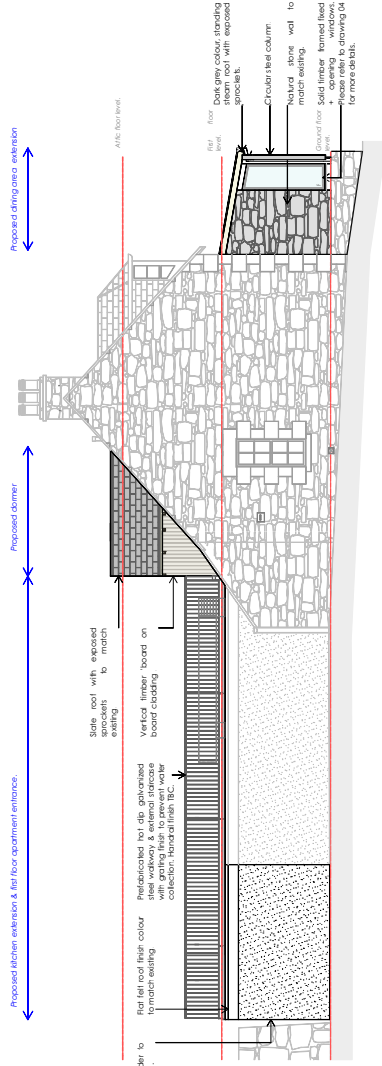 Proposed kitchen extension & first floor apartment entrance.
Proposed dormer
Proposed dining area extension
Attic floor level.
First floor
level.
Ground floor
level.
Slate roof with exposed
sprockets to match
existing
Vertical timber 'board on
board' cladding
Prefabricated hot dip galvanized
steel walkway & external staircase
with grating finish to prevent water
collection. Handrail finish TBC.
Flat felt roof finish colour
to match existing
der to
Dark grey colour, standing
steam roof with exposed
sprockets.
Circular steel column
Natural stone wall to
match existing.
Solid timber framed fixed
+ opening windows.
Please refer to drawing 04
for more details.